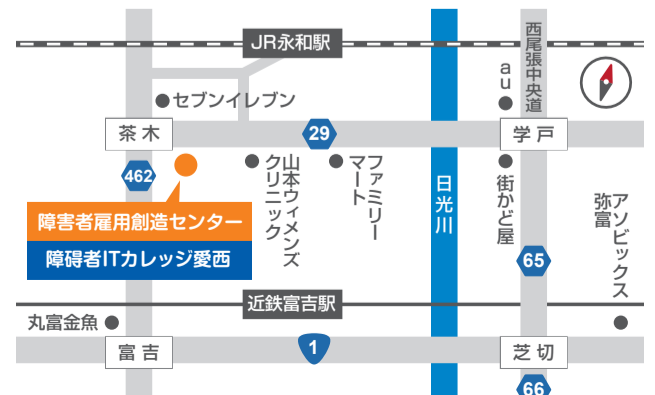 JR永和駅
西尾張中央道
au
セブンイレブン
茶木
29
学戸
462
山本ウィメンズ
クリニック
ファミリー
マート
日光川
街かど屋
アソビックス
弥富
障害者雇用創造センター
障碍者ITカレッジ愛西
65
近鉄富吉駅
丸富金魚
富吉
1
芝切
66